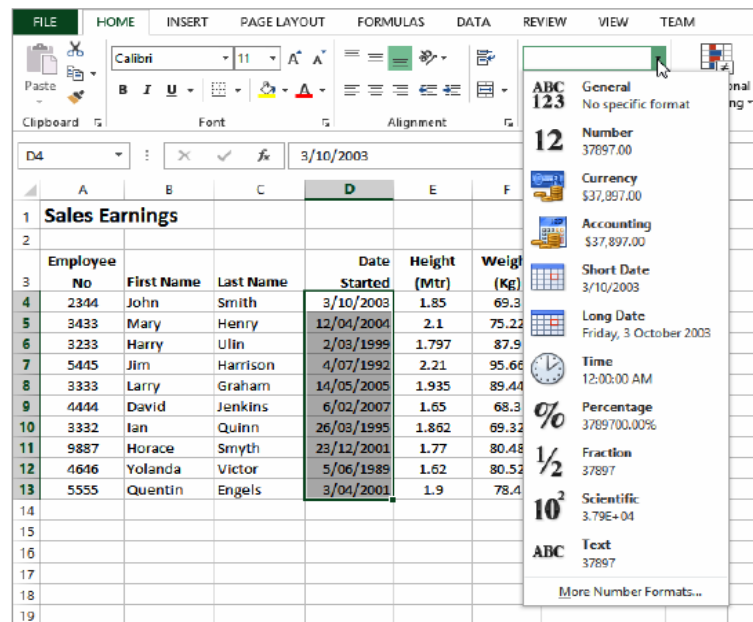 FILE HOME INSERT PAGE LAYOUT FORMULAS DATA REVIEW VIEW TEAM
Calibri 11 A A
Paste B I U A
Clipboard Font Alignment
D4 fx 3/10/2003
A B C D E F
1 Sales Earnings
2
Employee Date Height Weigh
3 No First Name Last Name Started (Mtr) (Kg)
4 2344 John Smith 3/10/2003 1.85 69.3
5 3433 Mary Henry 12/04/2004 2.1 75.22
6 3233 Harry Ulin 2/03/1999 1.797 87.9
7 5445 Jim Harrison 4/07/1992 2.21 95.66
8 3333 Larry Graham 14/05/2005 1.935 89.44
9 4444 David Jenkins 6/02/2007 1.65 68.3
10 3332 Ian Quinn 26/03/1995 1.862 69.32
11 9887 Horace Smyth 23/12/2001 1.77 80.48
12 4646 Yolanda Victor 5/06/1989 1.62 80.52
13 5555 Quentin Engels 3/04/2001 1.9 78.4
14
15
16
17
18
19
ABC General
123 No specific format
12 Number
37897.00
Currency
$37,897.00
Accounting
$37,897.00
Short Date
3/10/2003
Long Date
Friday, 3 October 2003
Time
12:00:00 AM
% Percentage
3789700.00%
½ Fraction
37897
10² Scientific
3.79E+04
ABC Text
37897
More Number Formats...
onal
ng